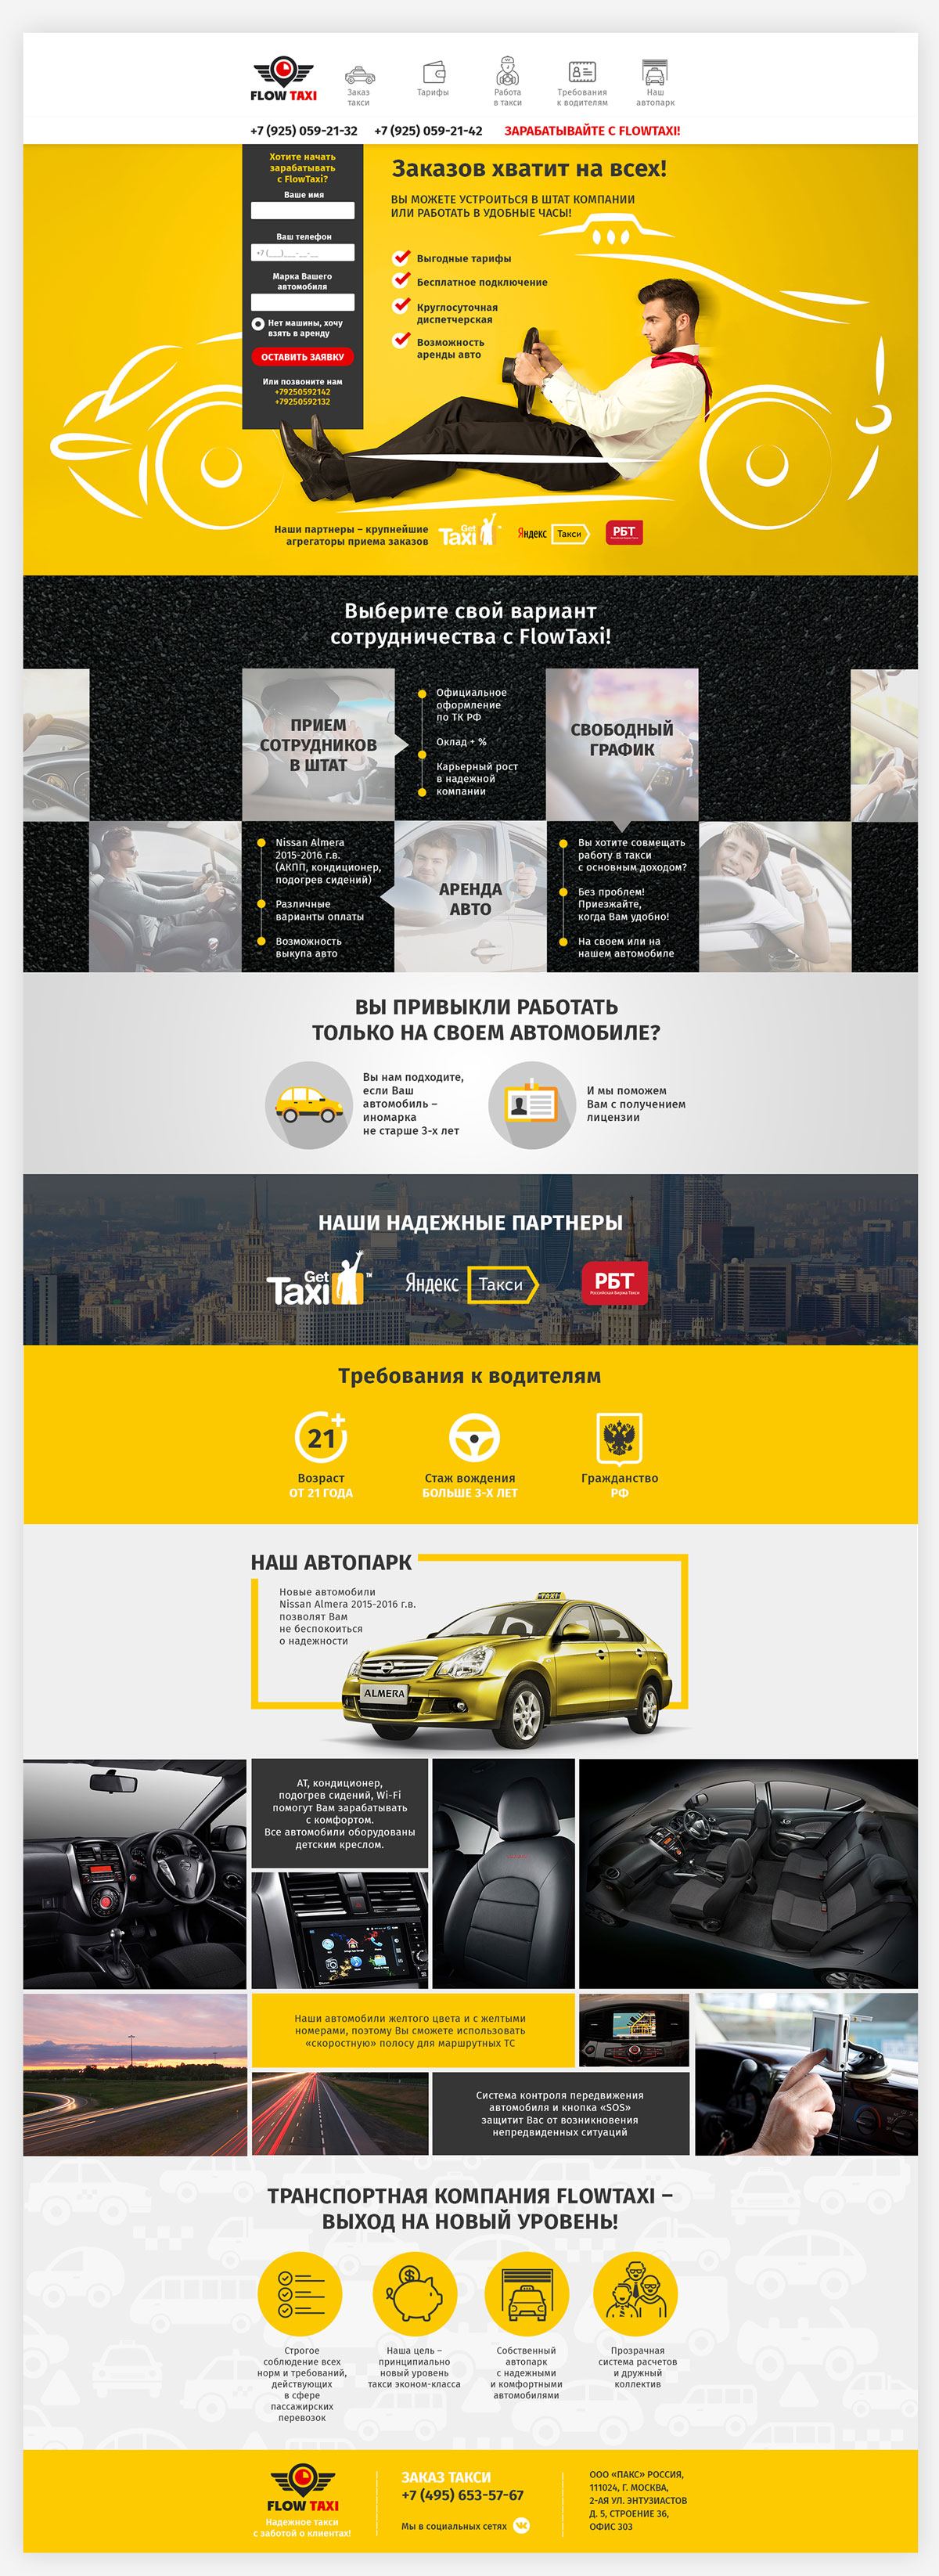 FLOW TAXI
Заказ
такси
Тарифы
Работа
в такси
Требования
к водителям
Наш
автопарк
+7 (925) 059-21-32
+7 (925) 059-21-42
ЗАРАБАТЫВАЙТЕ С FLOWTAXI!
Хотите начать
зарабатывать
с FlowTaxi?
Ваше имя
Ваш телефон
+7 (___)___-__-__
Марка Вашего
автомобиля
Нет машины, хочу
взять в аренду
ОСТАВИТЬ ЗАЯВКУ
Или позвоните нам
+79250592142
+79250592132
Заказов хватит на всех!
ВЫ МОЖЕТЕ УСТРОИТЬСЯ В ШТАТ КОМПАНИИ
ИЛИ РАБОТАТЬ В УДОБНЫЕ ЧАСЫ!
Выгодные тарифы
Бесплатное подключение
Круглосуточная
диспетчерская
Возможность
аренды авто
Наши партнеры – крупнейшие
агрегаторы приема заказов
Get
Taxi
Яндекс
Такси
РБТ
Выберите свой вариант
сотрудничества с FlowTaxi!
ПРИЕМ
СОТРУДНИКОВ
В ШТАТ
Официальное
оформление
по ТК РФ
Оклад + %
Карьерный рост
в надежной
компании
СВОБОДНЫЙ
ГРАФИК
Nissan Almera
2015-2016 г.в.
(АКПП, кондиционер,
подогрев сидений)
Различные
варианты оплаты
Возможность
выкупа авто
АРЕНДА
АВТО
Вы хотите совмещать
работу в такси
с основным доходом?
Без проблем!
Приезжайте,
когда Вам удобно!
На своем или на
нашем автомобиле
ВЫ ПРИВЫКЛИ РАБОТАТЬ
ТОЛЬКО НА СВОЕМ АВТОМОБИЛЕ?
Вы нам подходите,
если Ваш
автомобиль –
иномарка
не старше 3-х лет
И мы поможем
Вам с получением
лицензии
НАШИ НАДЕЖНЫЕ ПАРТНЕРЫ
Get
Taxi
TM
Яндекс
Такси
РБТ
Российская Биржа Такси
Требования к водителям
21+
Возраст
ОТ 21 ГОДА
Стаж вождения
БОЛЬШЕ 3-Х ЛЕТ
Гражданство
РФ
НАШ АВТОПАРК
Новые автомобили
Nissan Almera 2015-2016 г.в.
позволят Вам
не беспокоиться
о надежности
TAXI
ALMERA
АТ, кондиционер,
подогрев сидений, Wi-Fi
помогут Вам зарабатывать
с комфортом.
Все автомобили оборудованы
детским креслом.
Наши автомобили желтого цвета и с желтыми
номерами, поэтому Вы сможете использовать
«скоростную» полосу для маршрутных ТС
Система контроля передвижения
автомобиля и кнопка «SOS»
защитит Вас от возникновения
непредвиденных ситуаций
ТРАНСПОРТНАЯ КОМПАНИЯ FLOWTAXI –
ВЫХОД НА НОВЫЙ УРОВЕНЬ!
Строгое
соблюдение всех
норм и требований,
действующих
в сфере
пассажирских
перевозок
Наша цель –
принципиально
новый уровень
такси эконом-класса
Собственный
автопарк
с надежными
и комфортными
автомобилями
Прозрачная
система расчетов
и дружный
коллектив
FLOW TAXI
Надежное такси
с заботой о клиентах!
ЗАКАЗ ТАКСИ
+7 (495) 653-57-67
Мы в социальных сетях
ООО «ПАКС» РОССИЯ,
111024, Г. МОСКВА,
2-АЯ УЛ. ЭНТУЗИАСТОВ
Д. 5, СТРОЕНИЕ 36,
ОФИС 303